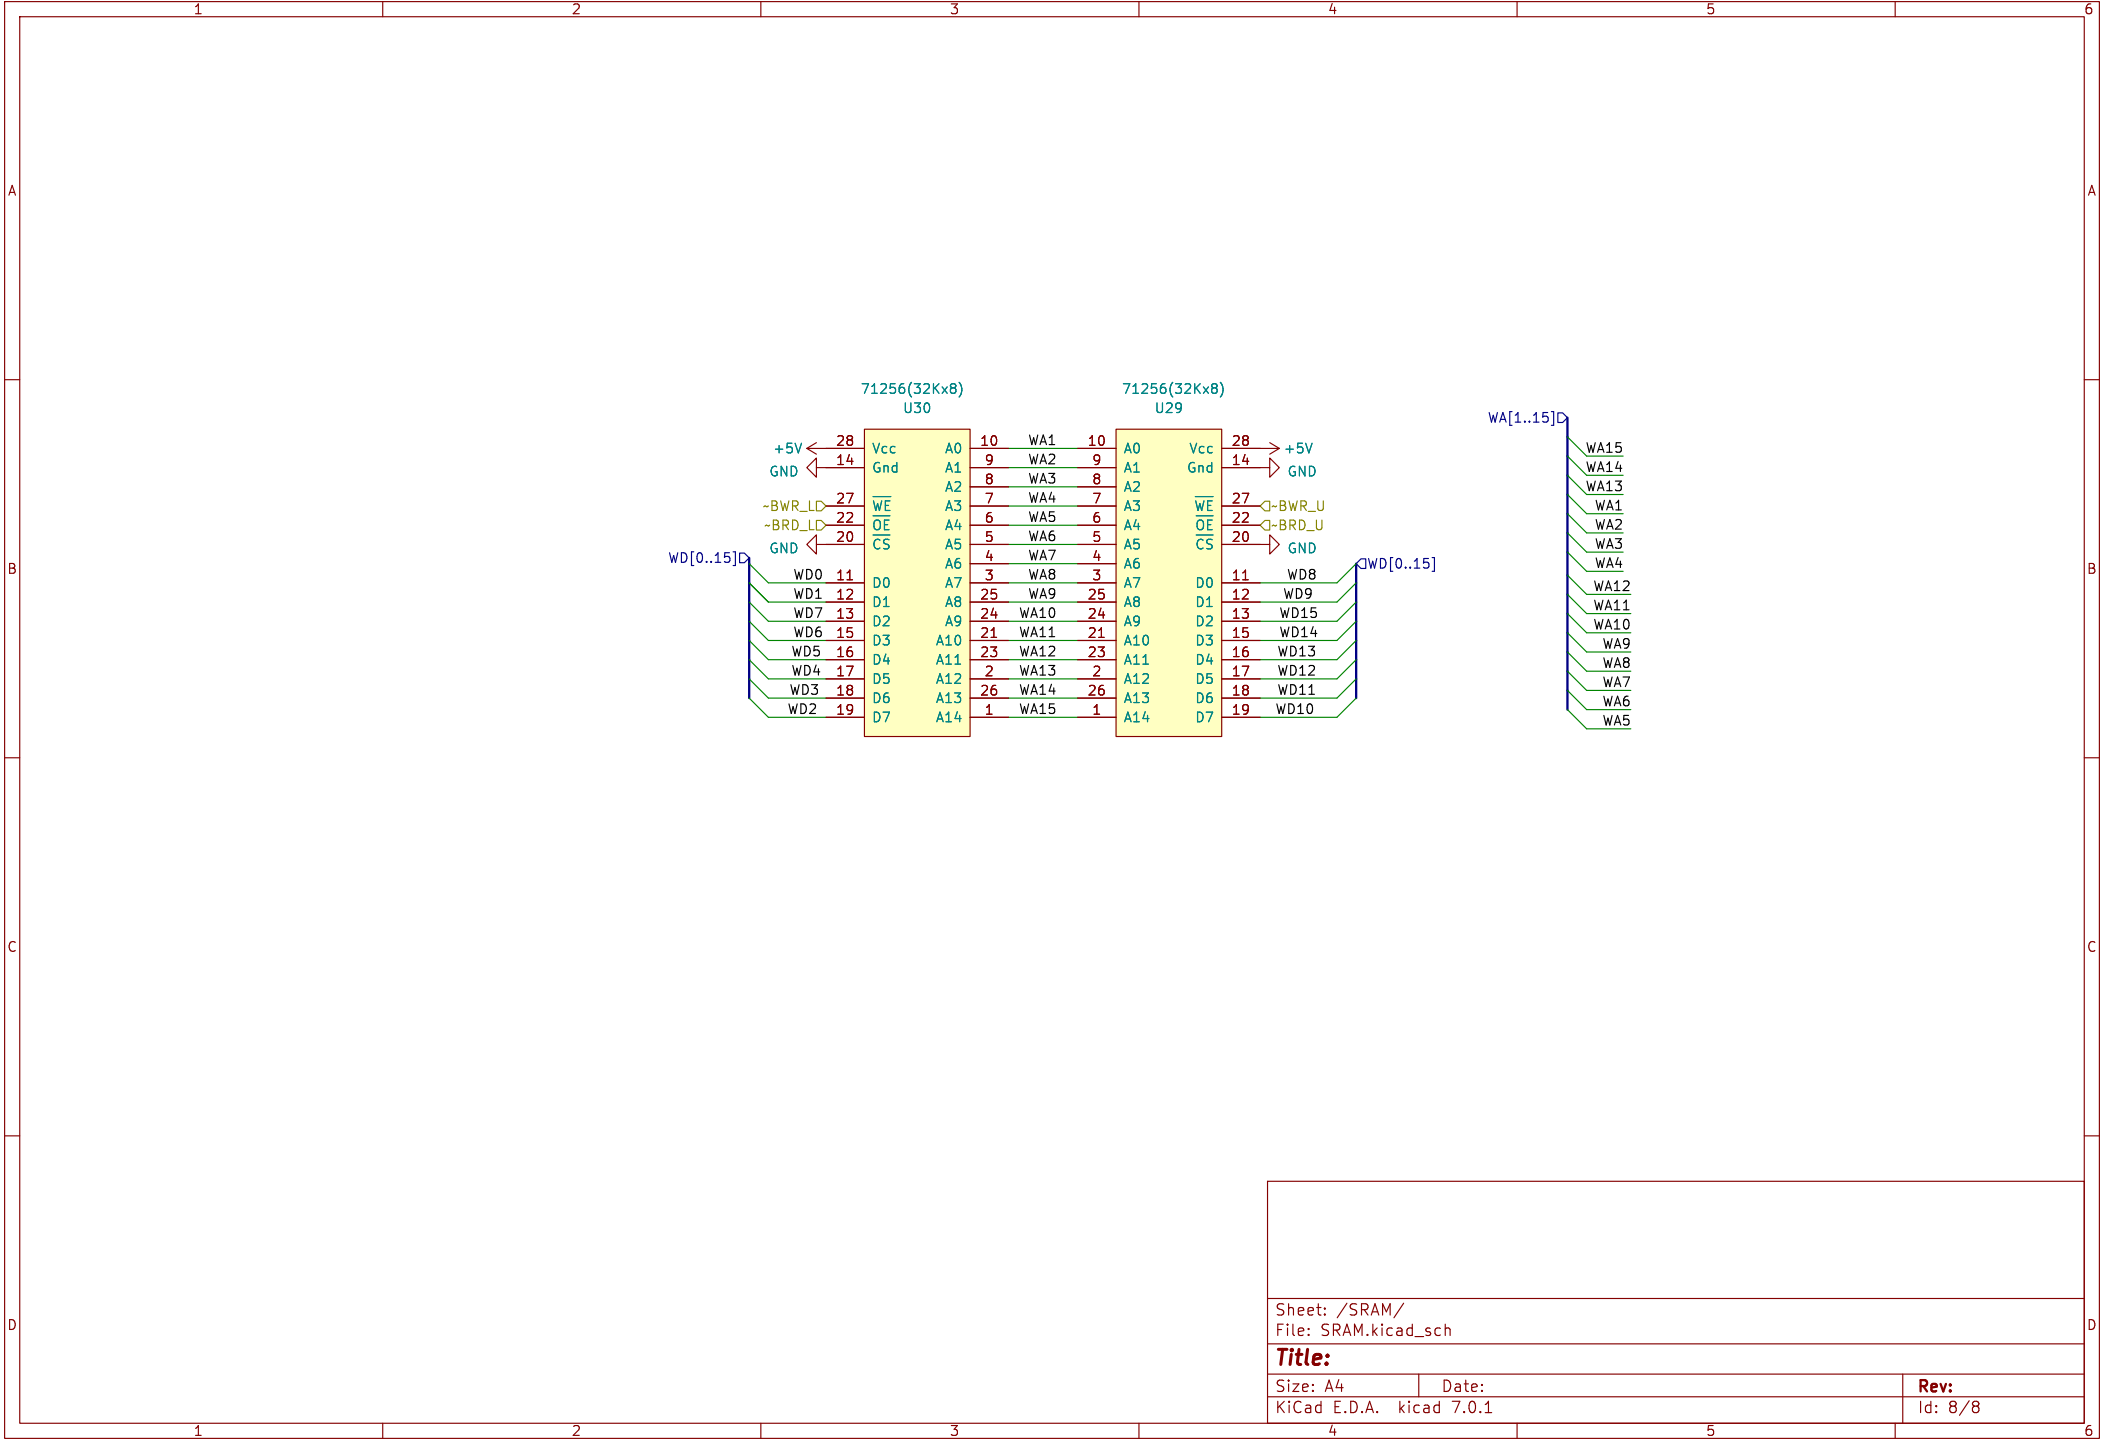 1 2 3 4 5 6
A A
71256(32Kx8) 71256(32Kx8)
U30 U29
WA[1..15]
+5V 28 Vcc A0 10 WA1 10 A0 Vcc 28 +5V WA15
GND 14 Gnd A1 9 WA2 9 A1 Gnd 14 GND WA14
A2 8 WA3 8 A2 WA13
~BWR_L 27 WE A3 7 WA4 7 A3 WE 27 ~BWR_U WA1
~BRD_L 22 OE A4 6 WA5 6 A4 OE 22 ~BRD_U WA2
GND 20 CS A5 5 WA6 5 A5 CS 20 GND WA3
WD[0..15] A6 4 WA7 4 A6 WD[0..15] WA4
B B
WD0 11 D0 A7 3 WA8 3 A7 D0 11 WD8 WA12
WD1 12 D1 A8 25 WA9 25 A8 D1 12 WD9 WA11
WD7 13 D2 A9 24 WA10 24 A9 D2 13 WD15 WA10
WD6 15 D3 A10 21 WA11 21 A10 D3 15 WD14 WA9
WD5 16 D4 A11 23 WA12 23 A11 D4 16 WD13 WA8
WD4 17 D5 A12 2 WA13 2 A12 D5 17 WD12 WA7
WD3 18 D6 A13 26 WA14 26 A13 D6 18 WD11 WA6
WD2 19 D7 A14 1 WA15 1 A14 D7 19 WD10 WA5
C C
Sheet: /SRAM/
D D
File: SRAM.kicad_sch
Title:
Size: A4 Date: Rev:
KiCad E.D.A. kicad 7.0.1 Id: 8/8
1 2 3 4 5 6